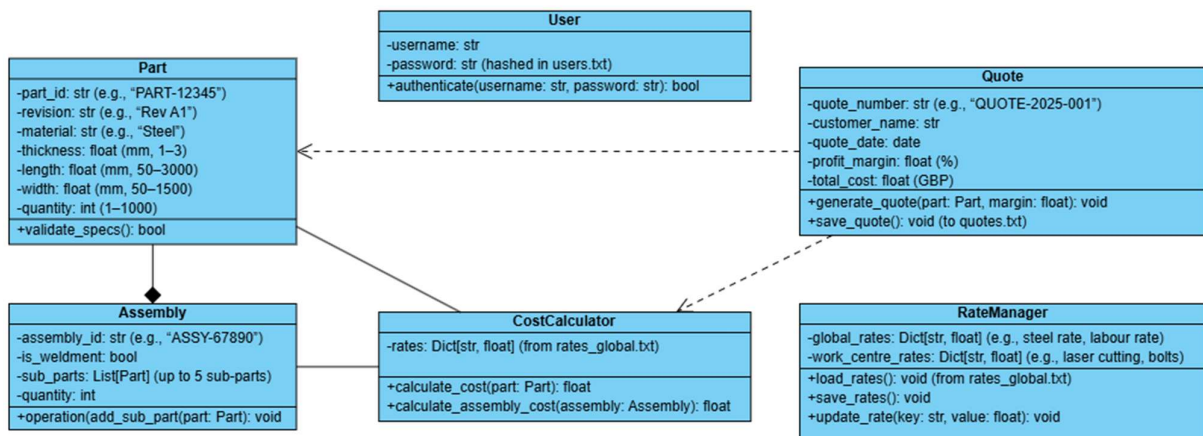 User
-username: str
-password: str (hashed in users.txt)
+authenticate(username: str, password: str): bool
Part
-part_id: str (e.g., “PART-12345”)
-revision: str (e.g., “Rev A1”)
-material: str (e.g., “Steel”)
-thickness: float (mm, 1–3)
-length: float (mm, 50–3000)
-width: float (mm, 50–1500)
-quantity: int (1–1000)
+validate_specs(): bool
Quote
-quote_number: str (e.g., “QUOTE-2025-001”)
-customer_name: str
-quote_date: date
-profit_margin: float (%)
-total_cost: float (GBP)
+generate_quote(part: Part, margin: float): void
+save_quote(): void (to quotes.txt)
Assembly
-assembly_id: str (e.g., “ASSY-67890”)
-is_weldment: bool
-sub_parts: List[Part] (up to 5 sub-parts)
-quantity: int
+operation(add_sub_part(part: Part): void
CostCalculator
-rates: Dict[str, float] (from rates_global.txt)
+calculate_cost(part: Part): float
+calculate_assembly_cost(assembly: Assembly): float
RateManager
-global_rates: Dict[str, float] (e.g., steel rate, labour rate)
-work_centre_rates: Dict[str, float] (e.g., laser cutting, bolts)
+load_rates(): void (from rates_global.txt)
+save_rates(): void
+update_rate(key: str, value: float): void